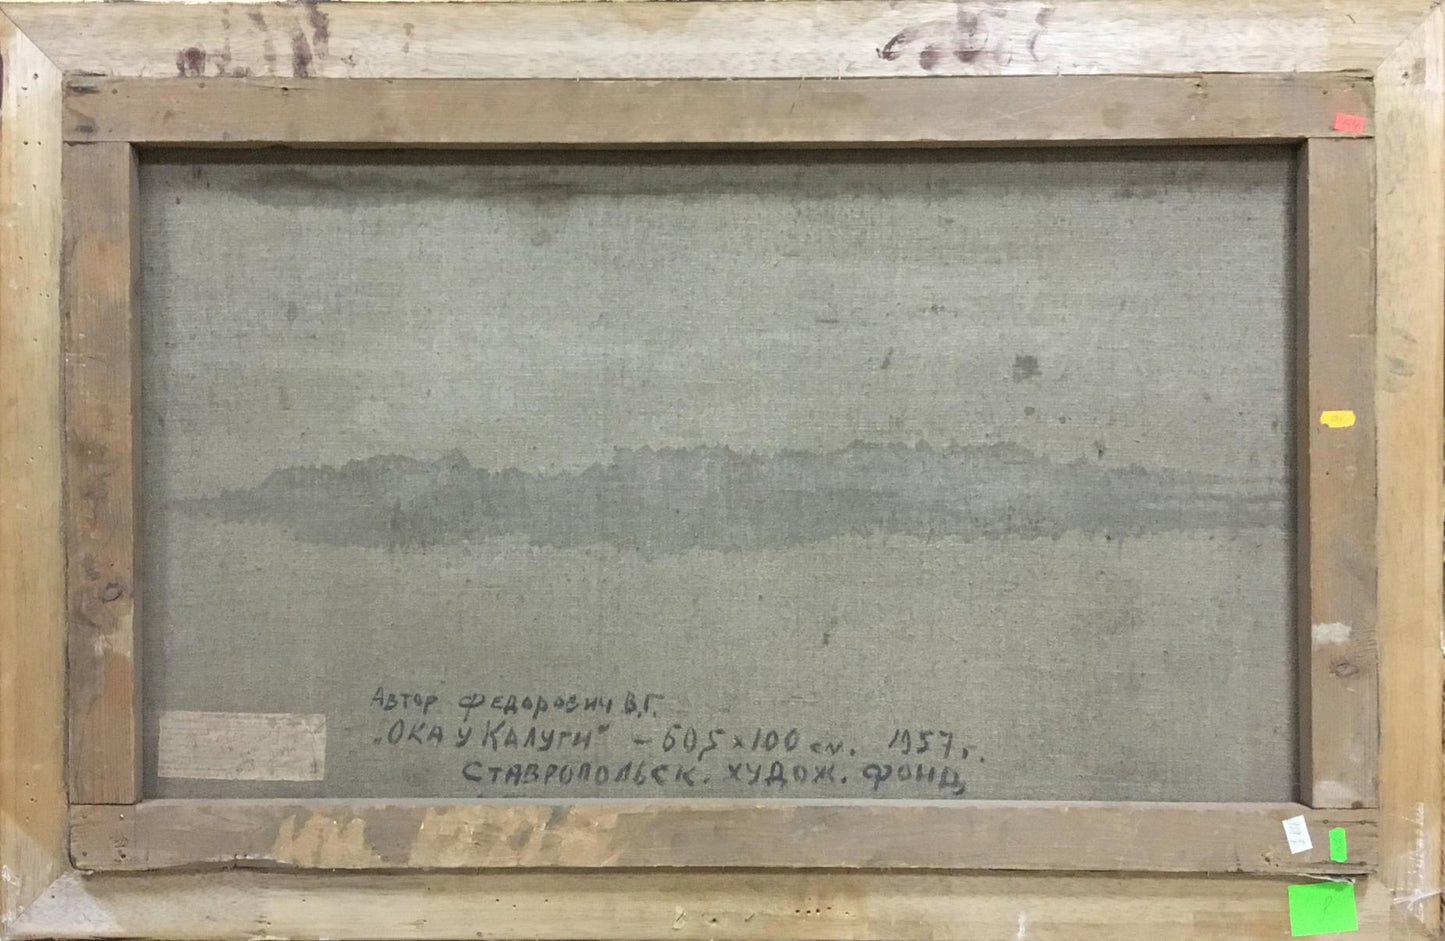 Автор Федорович В.Г.
„ОКА У КАЛУГИ" – 60,5 x 100 см. 1957 г.
СТАВРОПОЛЬСК. ХУДОЖ. ФОНД